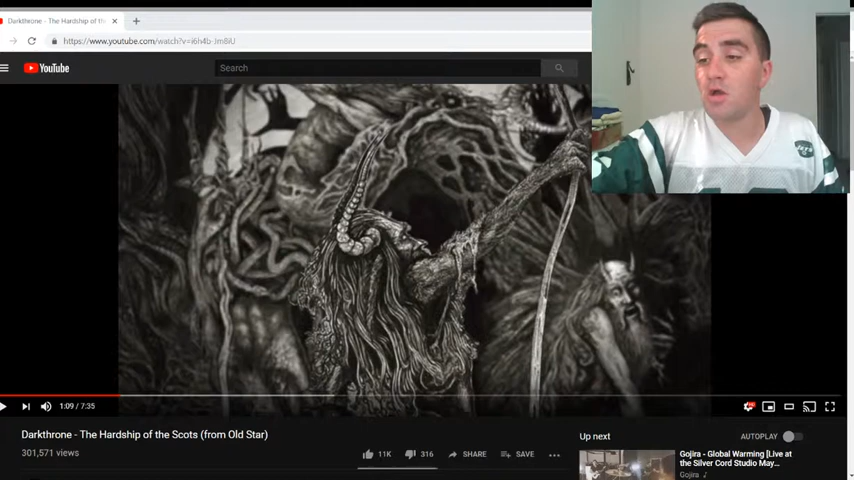 Darkthrone - The Hardship of the
https://www.youtube.com/watch?v=i6h4b-Jm8iU
YouTube
Search
1:09 / 7:35
Darkthrone - The Hardship of the Scots (from Old Star)
301,571 views
11K
316
SHARE
SAVE
Up next
AUTOPLAY
Gojira - Global Warming [Live at
the Silver Cord Studio May...
Gojira